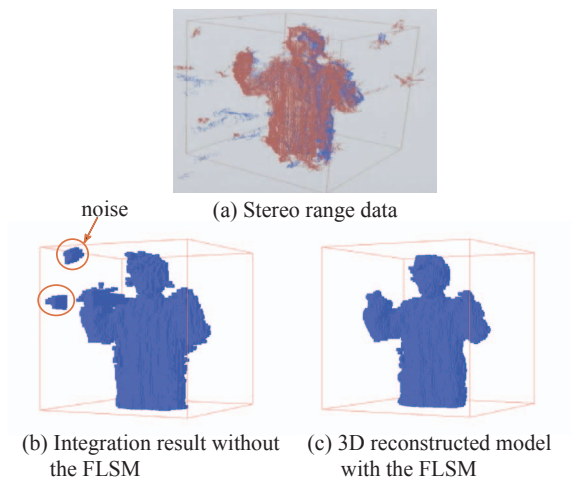 (a) Stereo range data
noise
(b) Integration result without
the FLSM
(c) 3D reconstructed model
with the FLSM